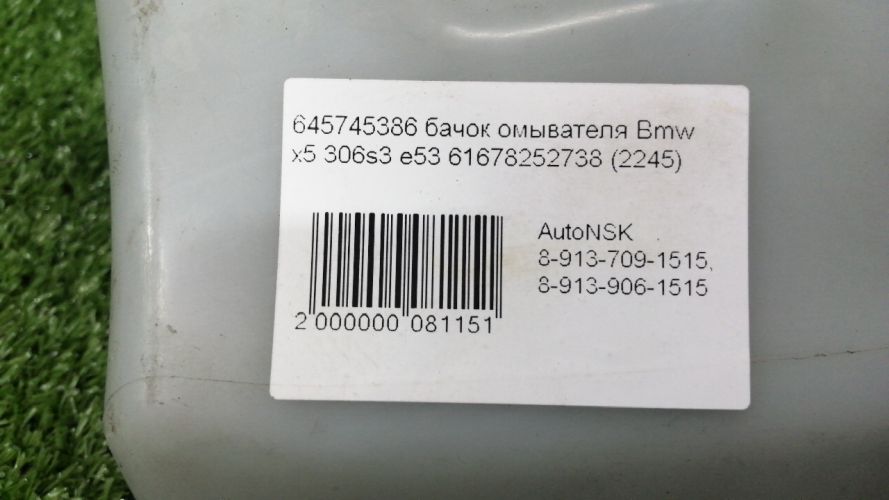 645745386 бачок омывателя Bmw
x5 306s3 e53 61678252738 (2245)
AutoNSK
8-913-709-1515,
8-913-906-1515
2 000000 081151